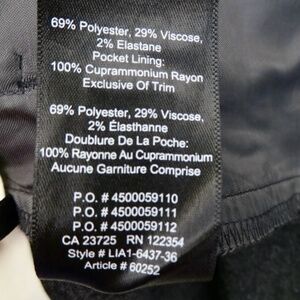 69% Polyester, 29% Viscose,
2% Elastane
Pocket Lining:
100% Cuprammonium Rayon
Exclusive Of Trim
69% Polyester, 29% Viscose,
2% Élasthanne
Doublure De La Poche:
100% Rayonne Au Cuprammonium
Aucune Garniture Comprise
P.O. # 4500059110
P.O. # 4500059111
P.O. # 4500059112
CA 23725 RN 122354
Style # LIA1-6437-36
Article # 60252